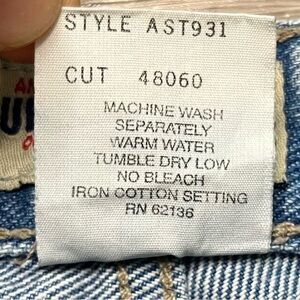 STYLE AST931
CUT 48060
MACHINE WASH
SEPARATELY
WARM WATER
TUMBLE DRY LOW
NO BLEACH
IRON COTTON SETTING
RN 62136